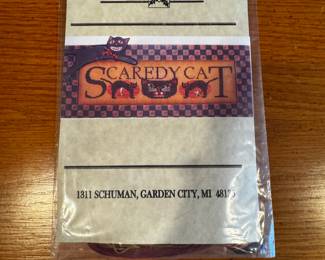 SCAREDY CAT
1311 SCHUMAN, GARDEN CITY, MI